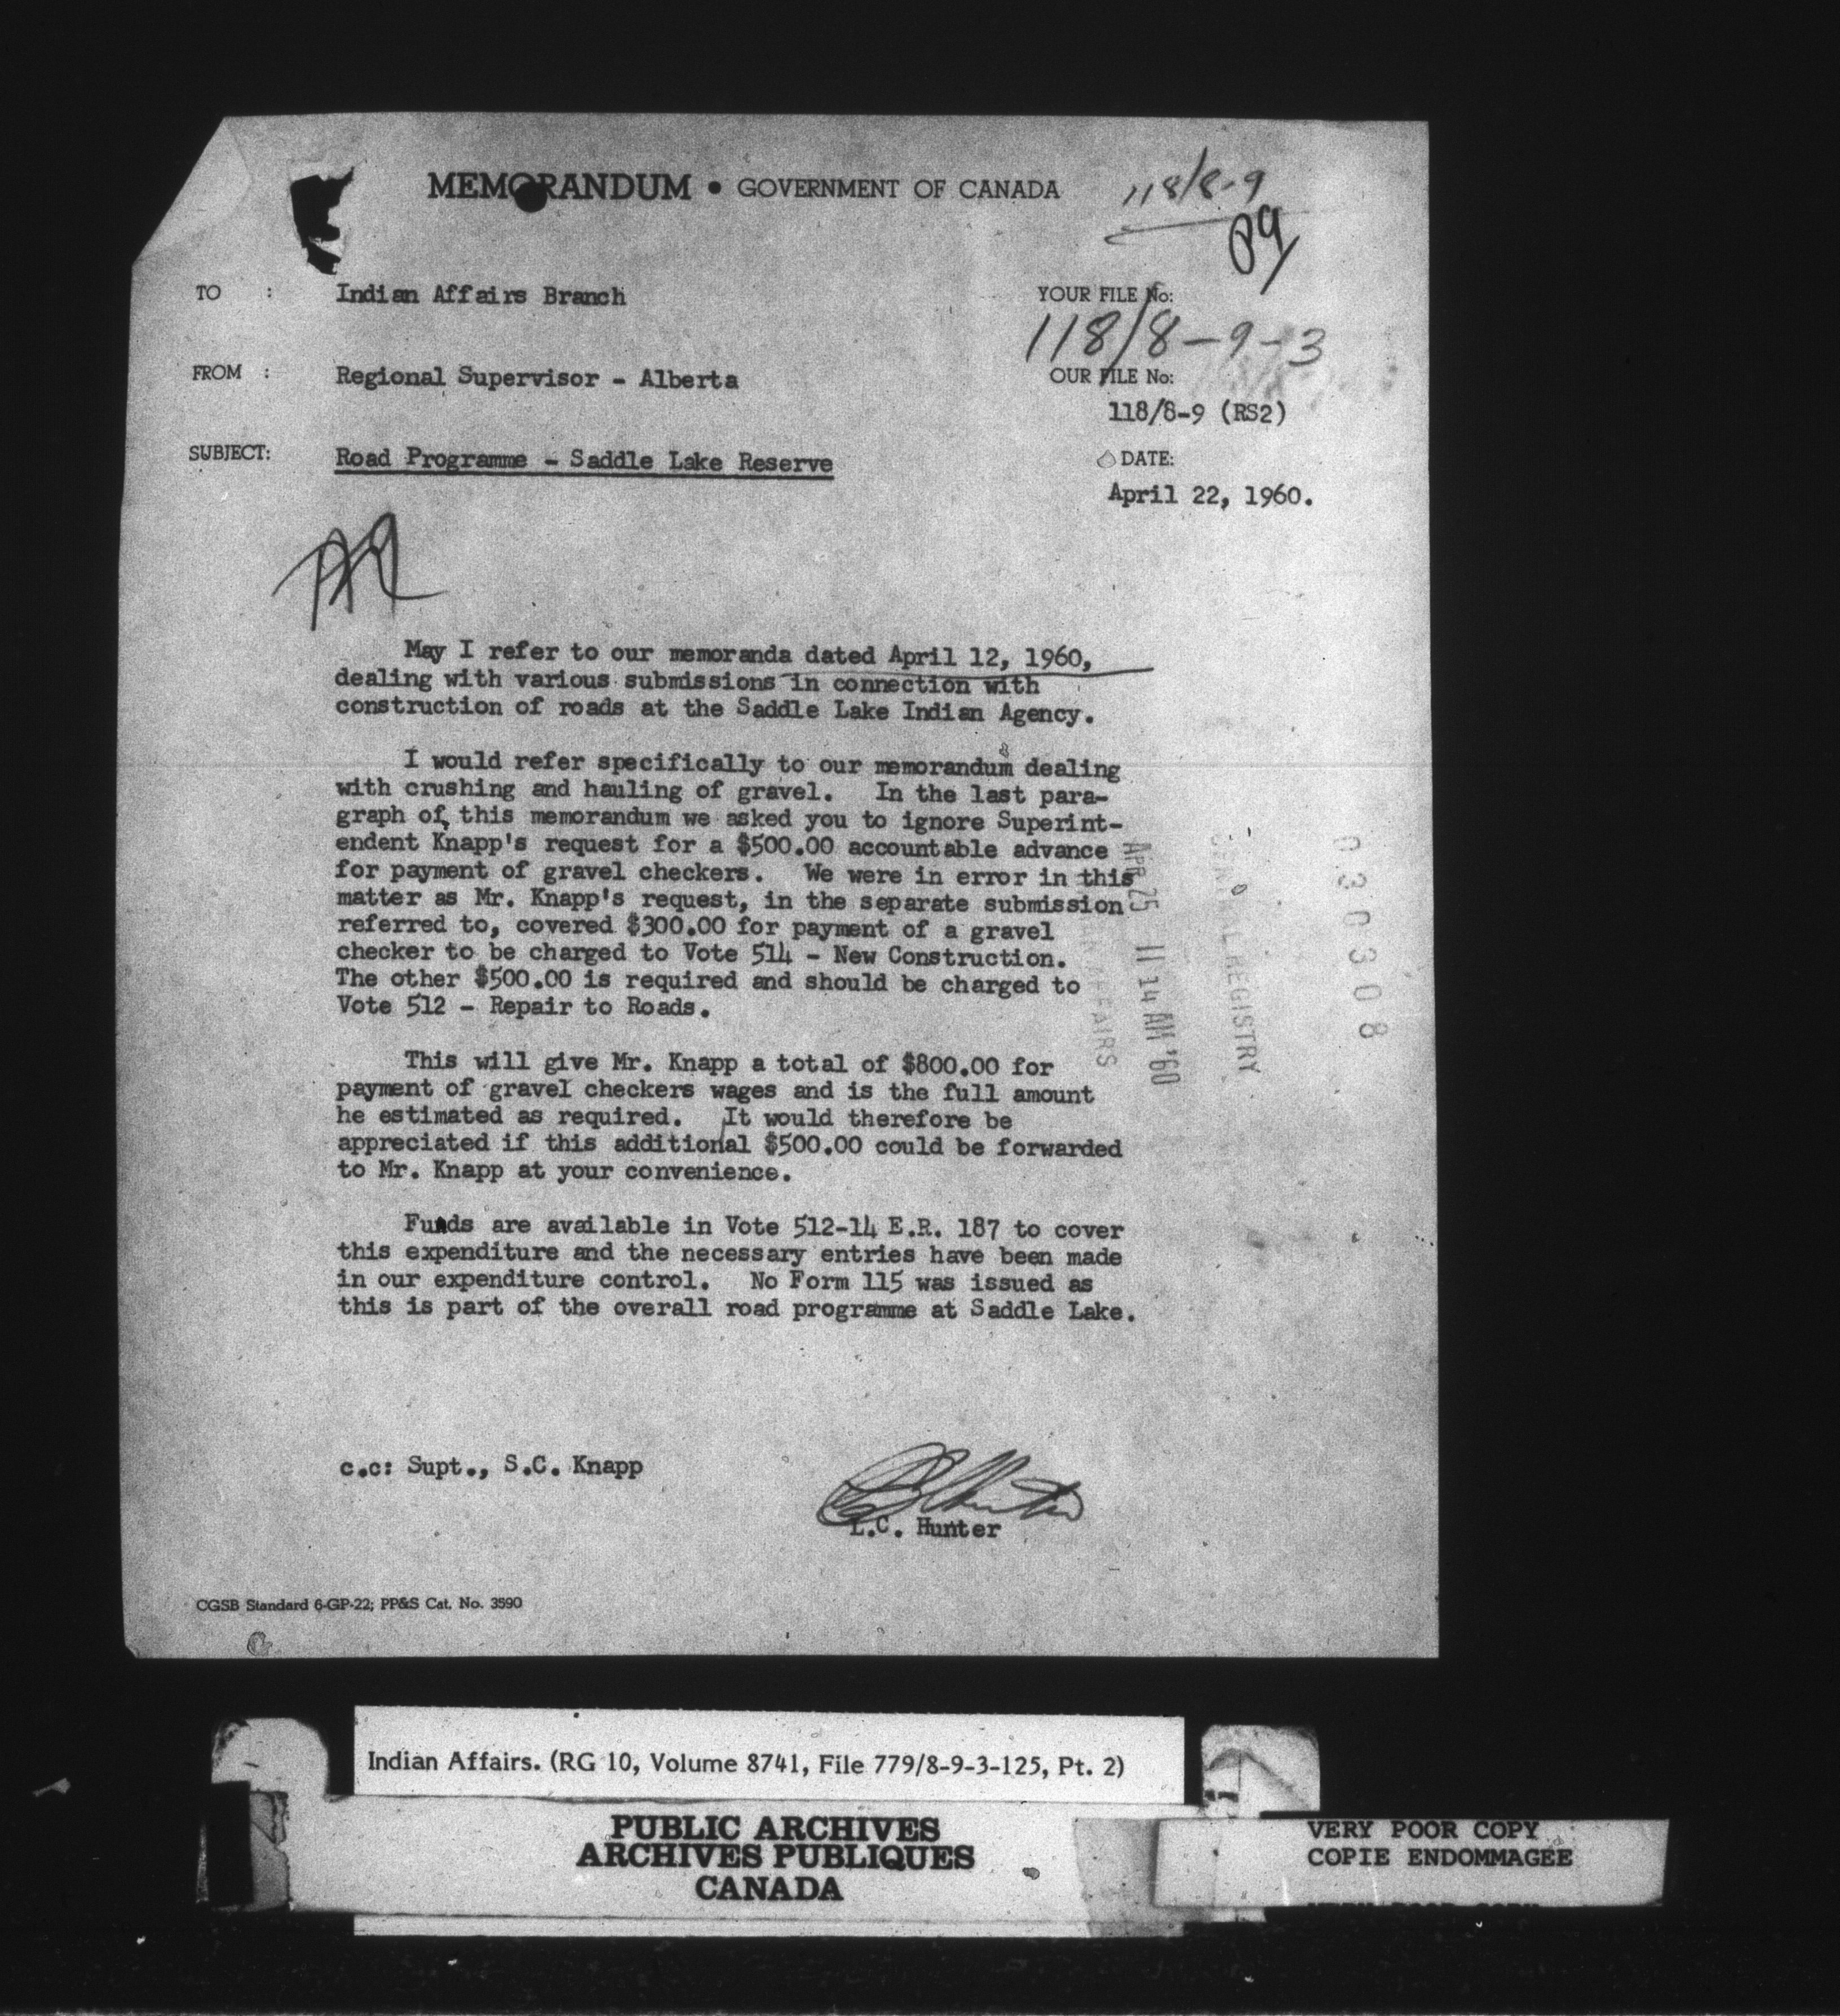 MEMORANDUM • GOVERNMENT OF CANADA
118/8-9
TO :
Indian Affairs Branch
YOUR FILE No:
118/8-9-3
FROM :
Regional Supervisor - Alberta
OUR FILE No:
118/8-9 (RS2)
SUBJECT:
Road Programme - Saddle Lake Reserve
DATE:
April 22, 1960.
May I refer to our memoranda dated April 12, 1960,
dealing with various submissions in connection with
construction of roads at the Saddle Lake Indian Agency.
I would refer specifically to our memorandum dealing
with crushing and hauling of gravel. In the last para-
graph of, this memorandum we asked you to ignore Superint-
endent Knapp's request for a $500.00 accountable advance
for payment of gravel checkers. We were in error in this
matter as Mr. Knapp's request, in the separate submission
referred to, covered $300.00 for payment of a gravel
checker to be charged to Vote 514 - New Construction.
The other $500.00 is required and should be charged to
Vote 512 - Repair to Roads.
This will give Mr. Knapp a total of $800.00 for
payment of gravel checkers wages and is the full amount
he estimated as required. It would therefore be
appreciated if this additional $500.00 could be forwarded
to Mr. Knapp at your convenience.
Funds are available in Vote 512-14 E.R. 187 to cover
this expenditure and the necessary entries have been made
in our expenditure control. No Form 115 was issued as
this is part of the overall road programme at Saddle Lake.
AFFAIRS
APR 25 11 14 AM '60
REGISTRY
030308
c.c: Supt., S.C. Knapp
L.C. Hunter
CGSB Standard 6-GP-22; PP&S Cat. No. 3590
Indian Affairs. (RG 10, Volume 8741, File 779/8-9-3-125, Pt. 2)
PUBLIC ARCHIVES
ARCHIVES PUBLIQUES
CANADA
VERY POOR COPY
COPIE ENDOMMAGÉE